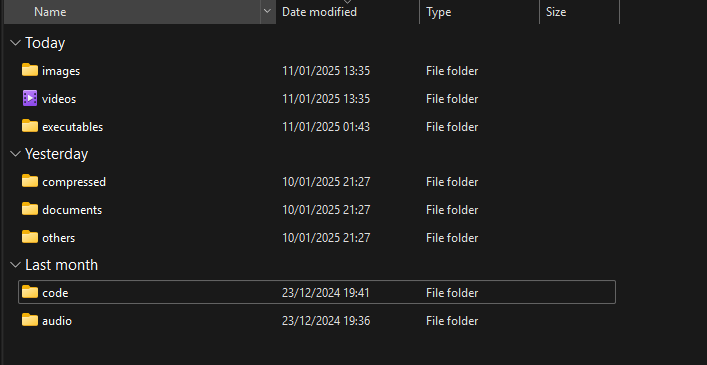 Name Date modified Type Size
Today
images 11/01/2025 13:35 File folder
videos 11/01/2025 13:35 File folder
executables 11/01/2025 01:43 File folder
Yesterday
compressed 10/01/2025 21:27 File folder
documents 10/01/2025 21:27 File folder
others 10/01/2025 21:27 File folder
Last month
code 23/12/2024 19:41 File folder
audio 23/12/2024 19:36 File folder